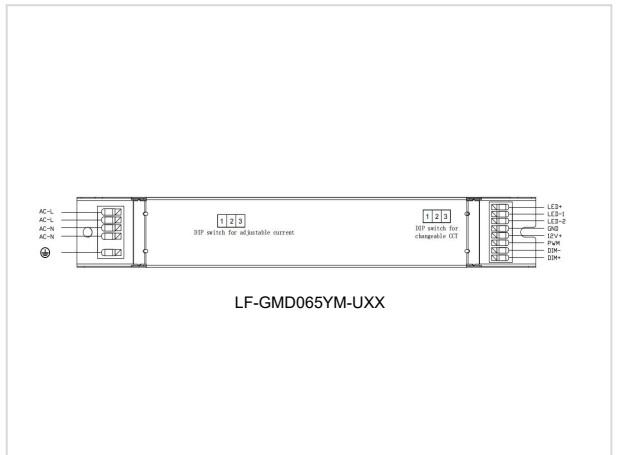 AC-L
AC-L
AC-N
AC-N
1 2 3
DIP switch for adjustable current
1 2 3
DIP switch for
changeable CCT
LED+
LED-1
LED-2
GND
12V+
PWM
DIM-
DIM+
LF-GMD065YM-UXX